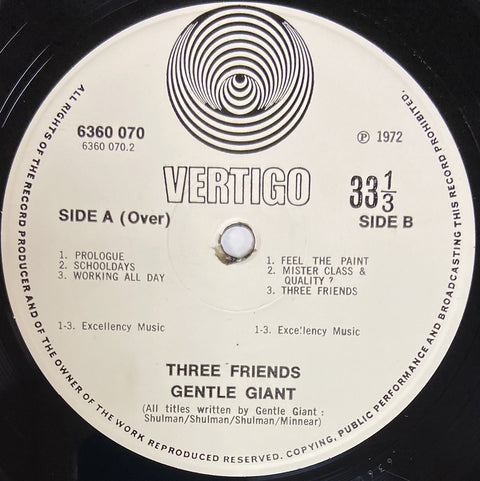 ALL RIGHTS OF THE RECORD PRODUCER AND OF THE OWNER OF THE WORK REPRODUCED RESERVED. COPYING, PUBLIC PERFORMANCE AND BROADCASTING THIS RECORD PROHIBITED.
6360 070
6360 070.2
℗ 1972
VERTIGO
33 1/3
SIDE A (Over)
SIDE B
1. PROLOGUE
2. SCHOOLDAYS
3. WORKING ALL DAY
1. FEEL THE PAINT
2. MISTER CLASS &
QUALITY ?
3. THREE FRIENDS
1-3. Excellency Music
1-3. Excellency Music
THREE FRIENDS
GENTLE GIANT
(All titles written by Gentle Giant :
Shulman/Shulman/Shulman/Minnear)